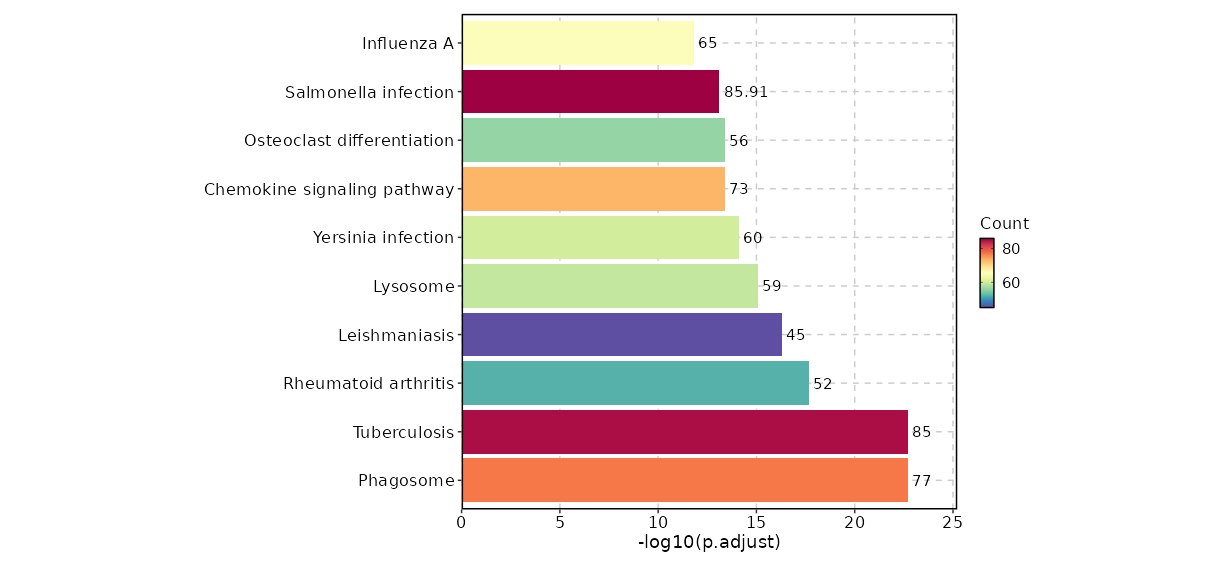 Influenza A 65
Salmonella infection 85.91
Osteoclast differentiation 56
Chemokine signaling pathway 73
Yersinia infection 60
Lysosome 59
Leishmaniasis 45
Rheumatoid arthritis 52
Tuberculosis 85
Phagosome 77
0 5 10 15 20 25
-log10(p.adjust)
Count
80
60